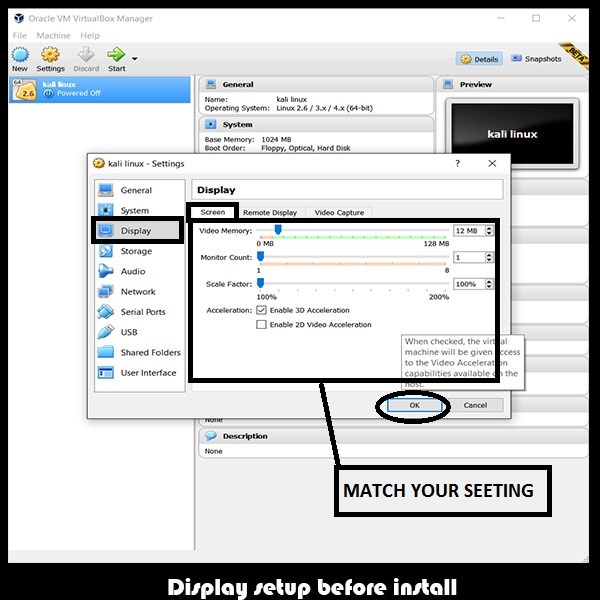 Oracle VM VirtualBox Manager
File Machine Help
New Settings Discard Start
Details Snapshots
BETA
64
2.6
kali linux
Powered Off
General
Name: kali linux
Operating System: Linux 2.6 / 3.x / 4.x (64-bit)
System
Base Memory: 1024 MB
Boot Order: Floppy, Optical, Hard Disk
Preview
kali linux
kali linux - Settings
?
General
System
Display
Storage
Audio
Network
Serial Ports
USB
Shared Folders
User Interface
Display
Screen Remote Display Video Capture
Video Memory: 12 MB
0 MB 128 MB
Monitor Count: 1
1 8
Scale Factor: 100%
100% 200%
Acceleration: Enable 3D Acceleration
Enable 2D Video Acceleration
When checked, the virtual
machine will be given access
to the Video Acceleration
capabilities available on the
host.
OK Cancel
None
Description
None
MATCH YOUR SEETING
Display setup before install